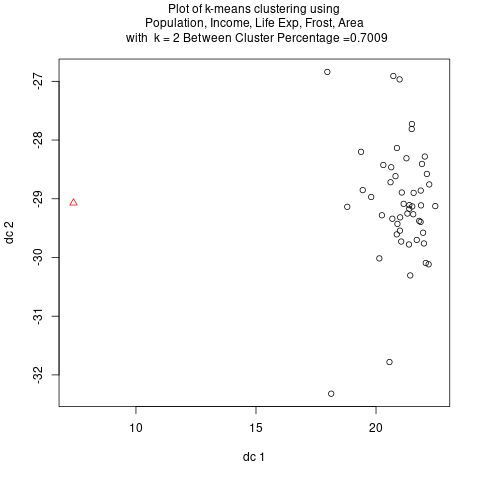 Plot of k-means clustering using
Population, Income, Life Exp, Frost, Area
with k = 2 Between Cluster Percentage =0.7009
-27
-28
-29
-30
-31
-32
dc 2
10
15
20
dc 1